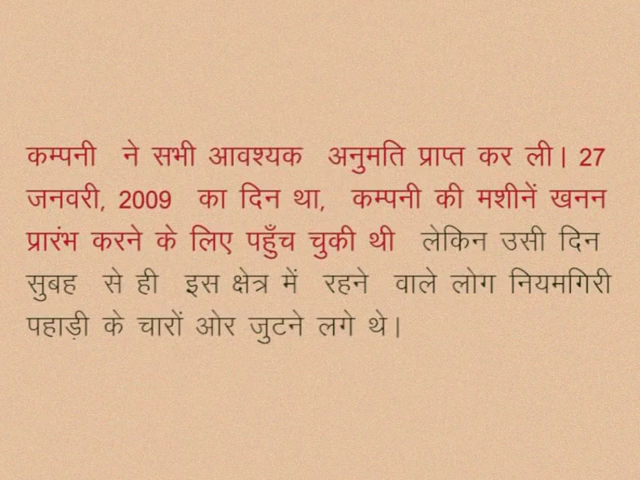 कम्पनी ने सभी आवश्यक अनुमति प्राप्त कर ली। 27
जनवरी, 2009 का दिन था, कम्पनी की मशीनें खनन
प्रारंभ करने के लिए पहुँच चुकी थी लेकिन उसी दिन
सुबह से ही इस क्षेत्र में रहने वाले लोग नियमगिरी
पहाड़ी के चारों ओर जुटने लगे थे।